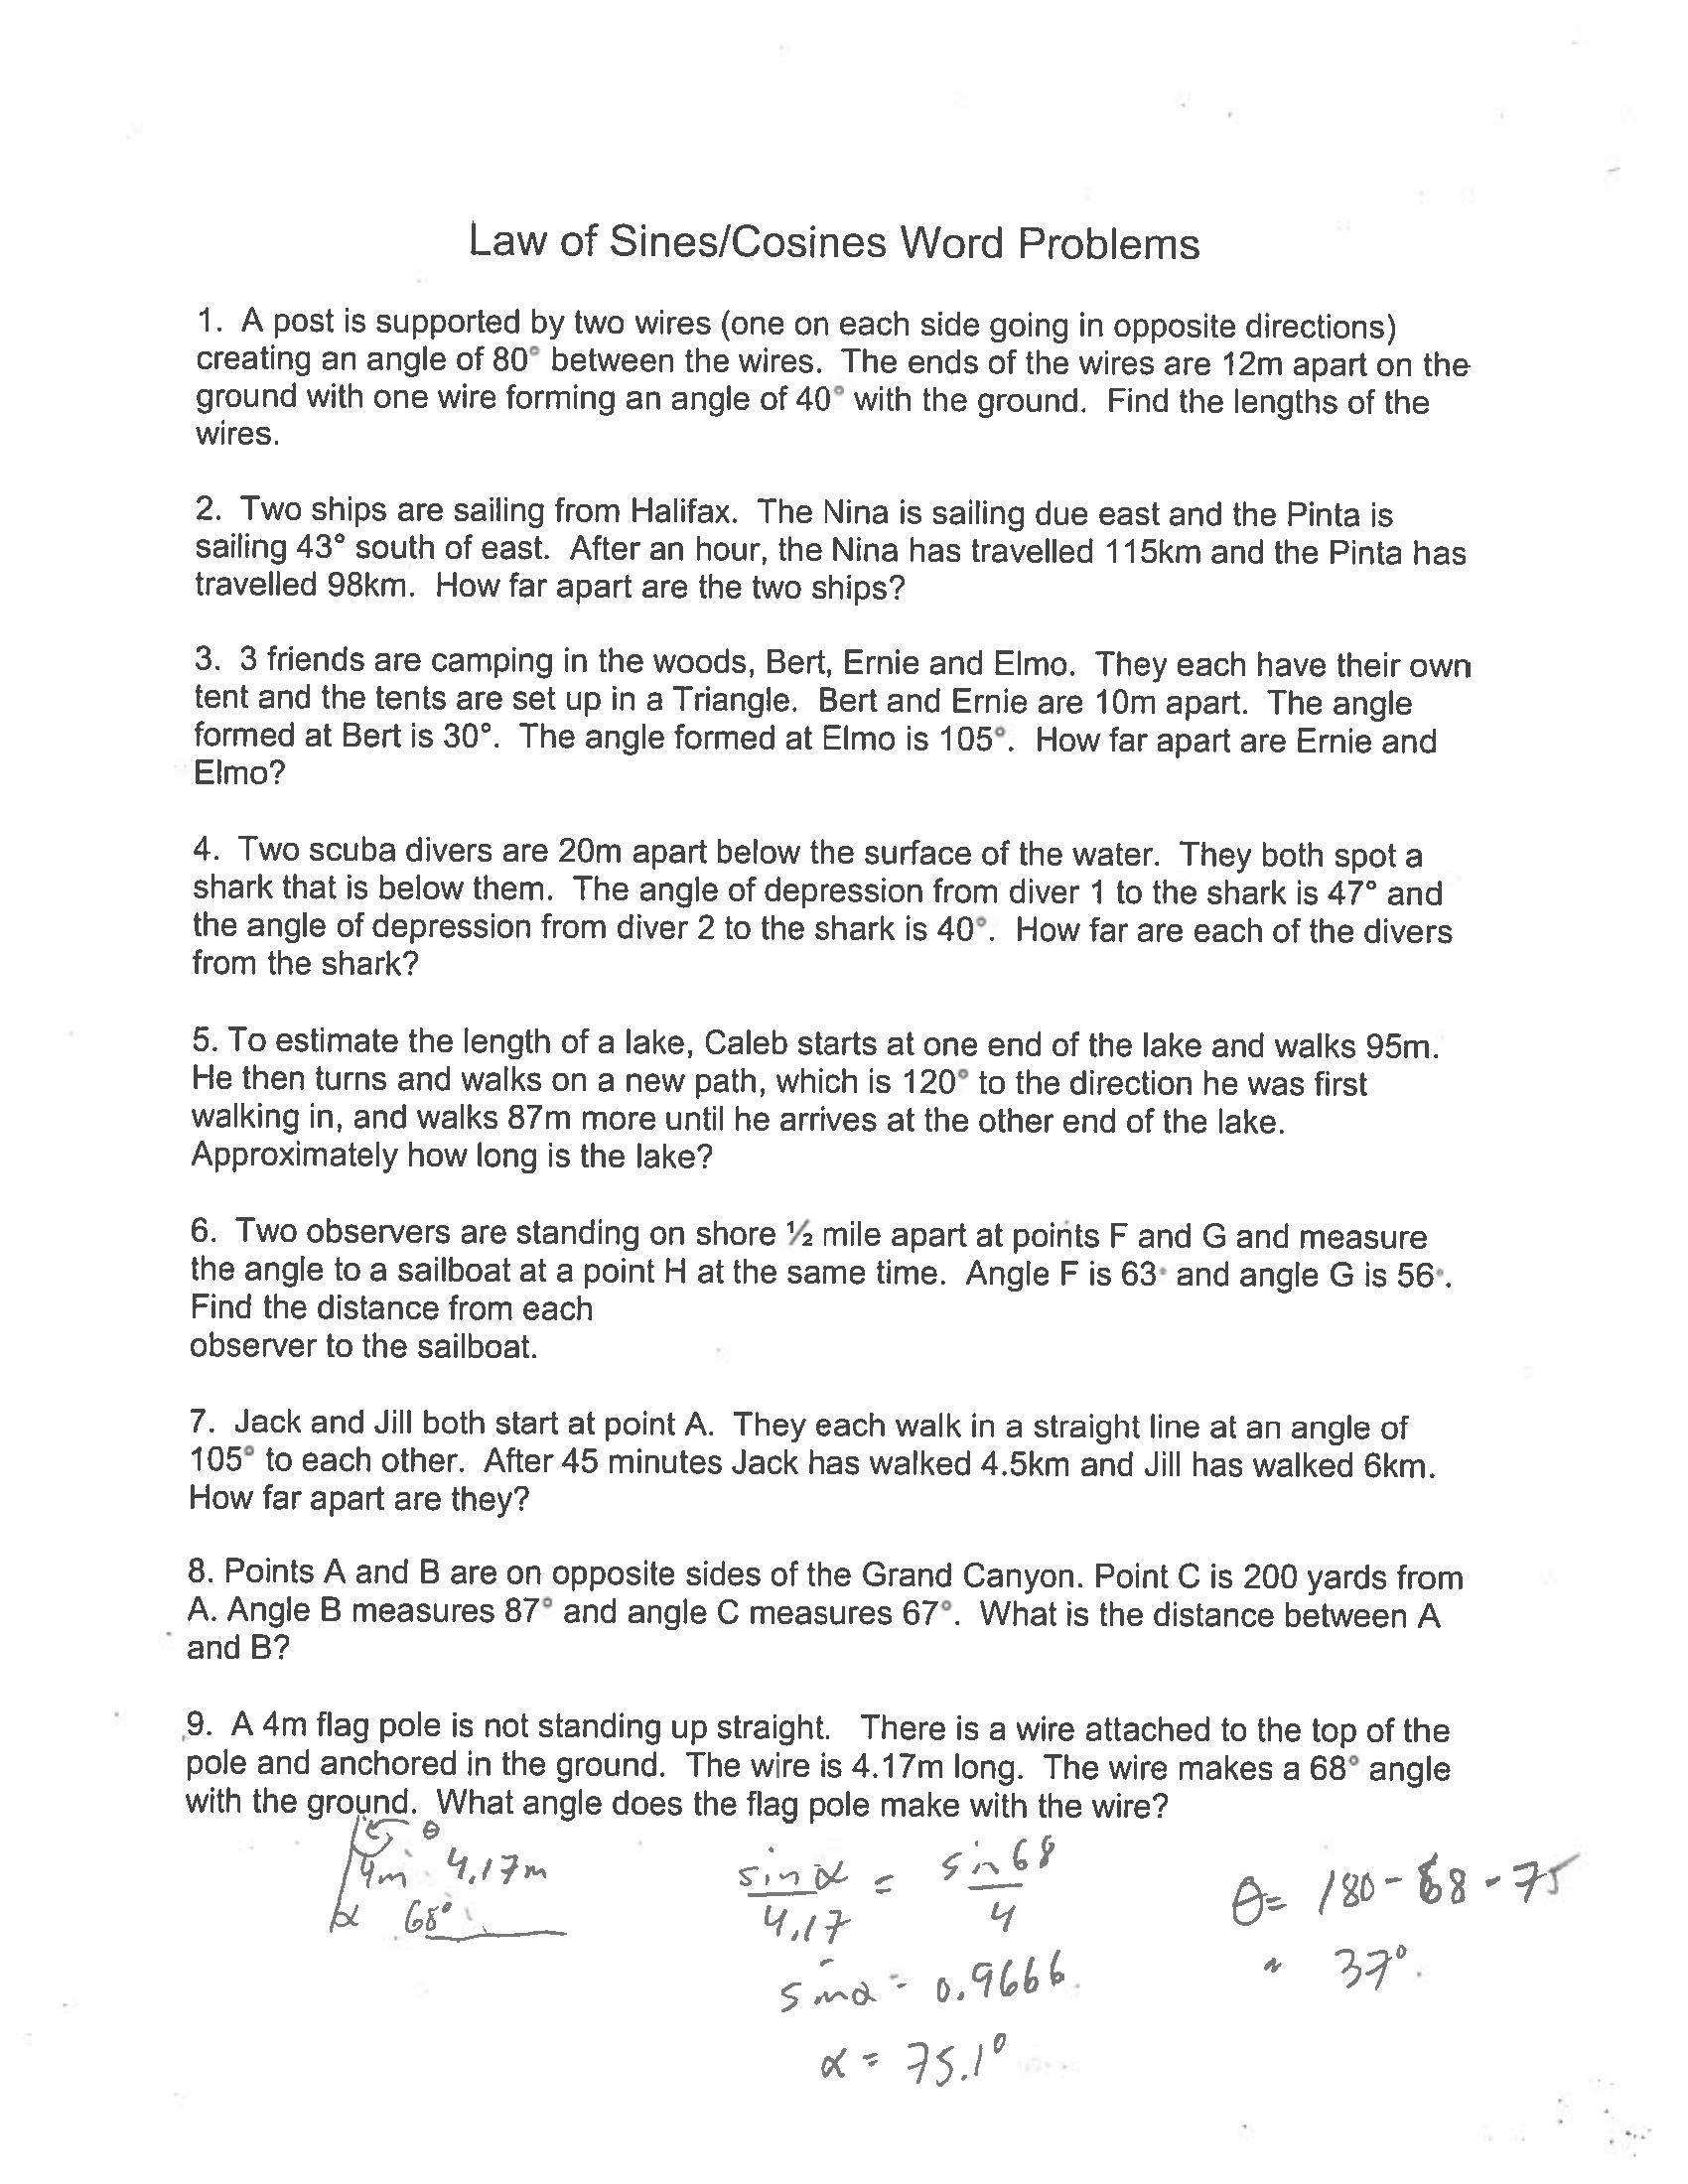 Law of Sines/Cosines Word Problems
1. A post is supported by two wires (one on each side going in opposite directions)
creating an angle of 80° between the wires. The ends of the wires are 12m apart on the
ground with one wire forming an angle of 40° with the ground. Find the lengths of the
wires.
2. Two ships are sailing from Halifax. The Nina is sailing due east and the Pinta is
sailing 43° south of east. After an hour, the Nina has travelled 115km and the Pinta has
travelled 98km. How far apart are the two ships?
3. 3 friends are camping in the woods, Bert, Ernie and Elmo. They each have their own
tent and the tents are set up in a Triangle. Bert and Ernie are 10m apart. The angle
formed at Bert is 30°. The angle formed at Elmo is 105°. How far apart are Ernie and
Elmo?
4. Two scuba divers are 20m apart below the surface of the water. They both spot a
shark that is below them. The angle of depression from diver 1 to the shark is 47° and
the angle of depression from diver 2 to the shark is 40°. How far are each of the divers
from the shark?
5. To estimate the length of a lake, Caleb starts at one end of the lake and walks 95m.
He then turns and walks on a new path, which is 120° to the direction he was first
walking in, and walks 87m more until he arrives at the other end of the lake.
Approximately how long is the lake?
6. Two observers are standing on shore ½ mile apart at points F and G and measure
the angle to a sailboat at a point H at the same time. Angle F is 63° and angle G is 56°.
Find the distance from each
observer to the sailboat.
7. Jack and Jill both start at point A. They each walk in a straight line at an angle of
105° to each other. After 45 minutes Jack has walked 4.5km and Jill has walked 6km.
How far apart are they?
8. Points A and B are on opposite sides of the Grand Canyon. Point C is 200 yards from
A. Angle B measures 87° and angle C measures 67°. What is the distance between A
and B?
9. A 4m flag pole is not standing up straight. There is a wire attached to the top of the
pole and anchored in the ground. The wire is 4.17m long. The wire makes a 68° angle
with the ground. What angle does the flag pole make with the wire?
θ
4m 4.17m
α 68°
sin α = sin 68
4.17 4
sin α = 0.9666
α = 75.1°
θ = 180 - 68 - 75
≈ 37°.